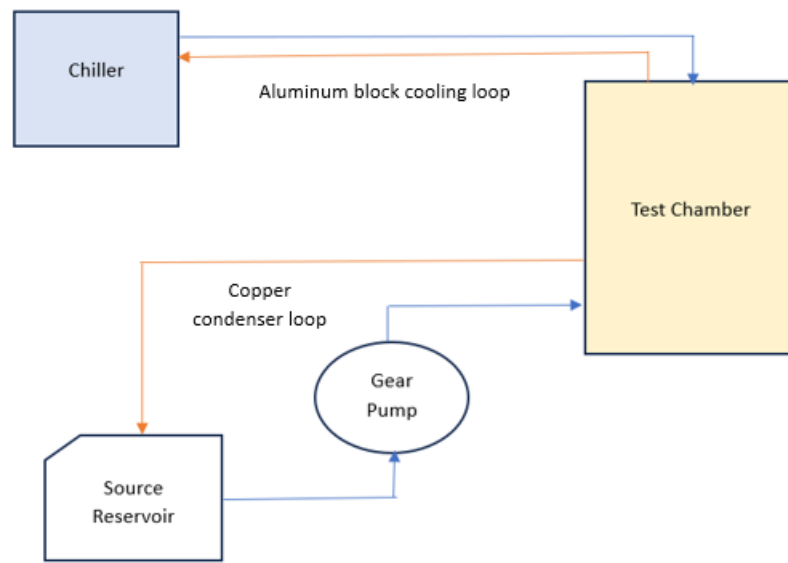 Chiller
Aluminum block cooling loop
Test Chamber
Copper
condenser loop
Gear
Pump
Source
Reservoir